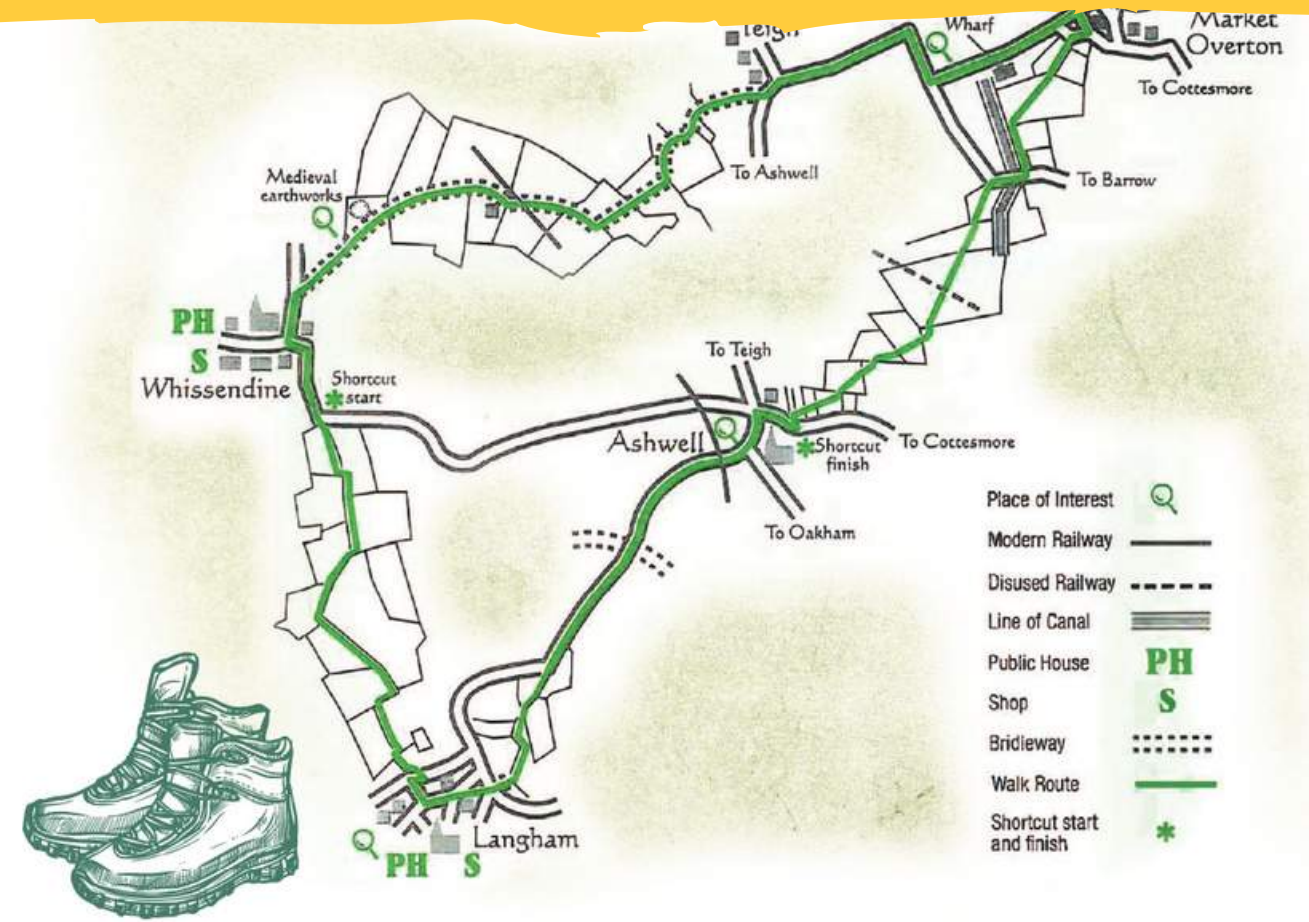 Teigh
Wharf
Market
Overton
To Cottesmore
To Ashwell
To Barrow
Medieval
earthworks
PH
S
Whissendine
Shortcut
start
To Teigh
Ashwell
Shortcut
finish
To Cottesmore
To Oakham
Langham
PH S
Place of Interest
Modern Railway
Disused Railway
Line of Canal
Public House PH
Shop S
Bridleway
Walk Route
Shortcut start
and finish